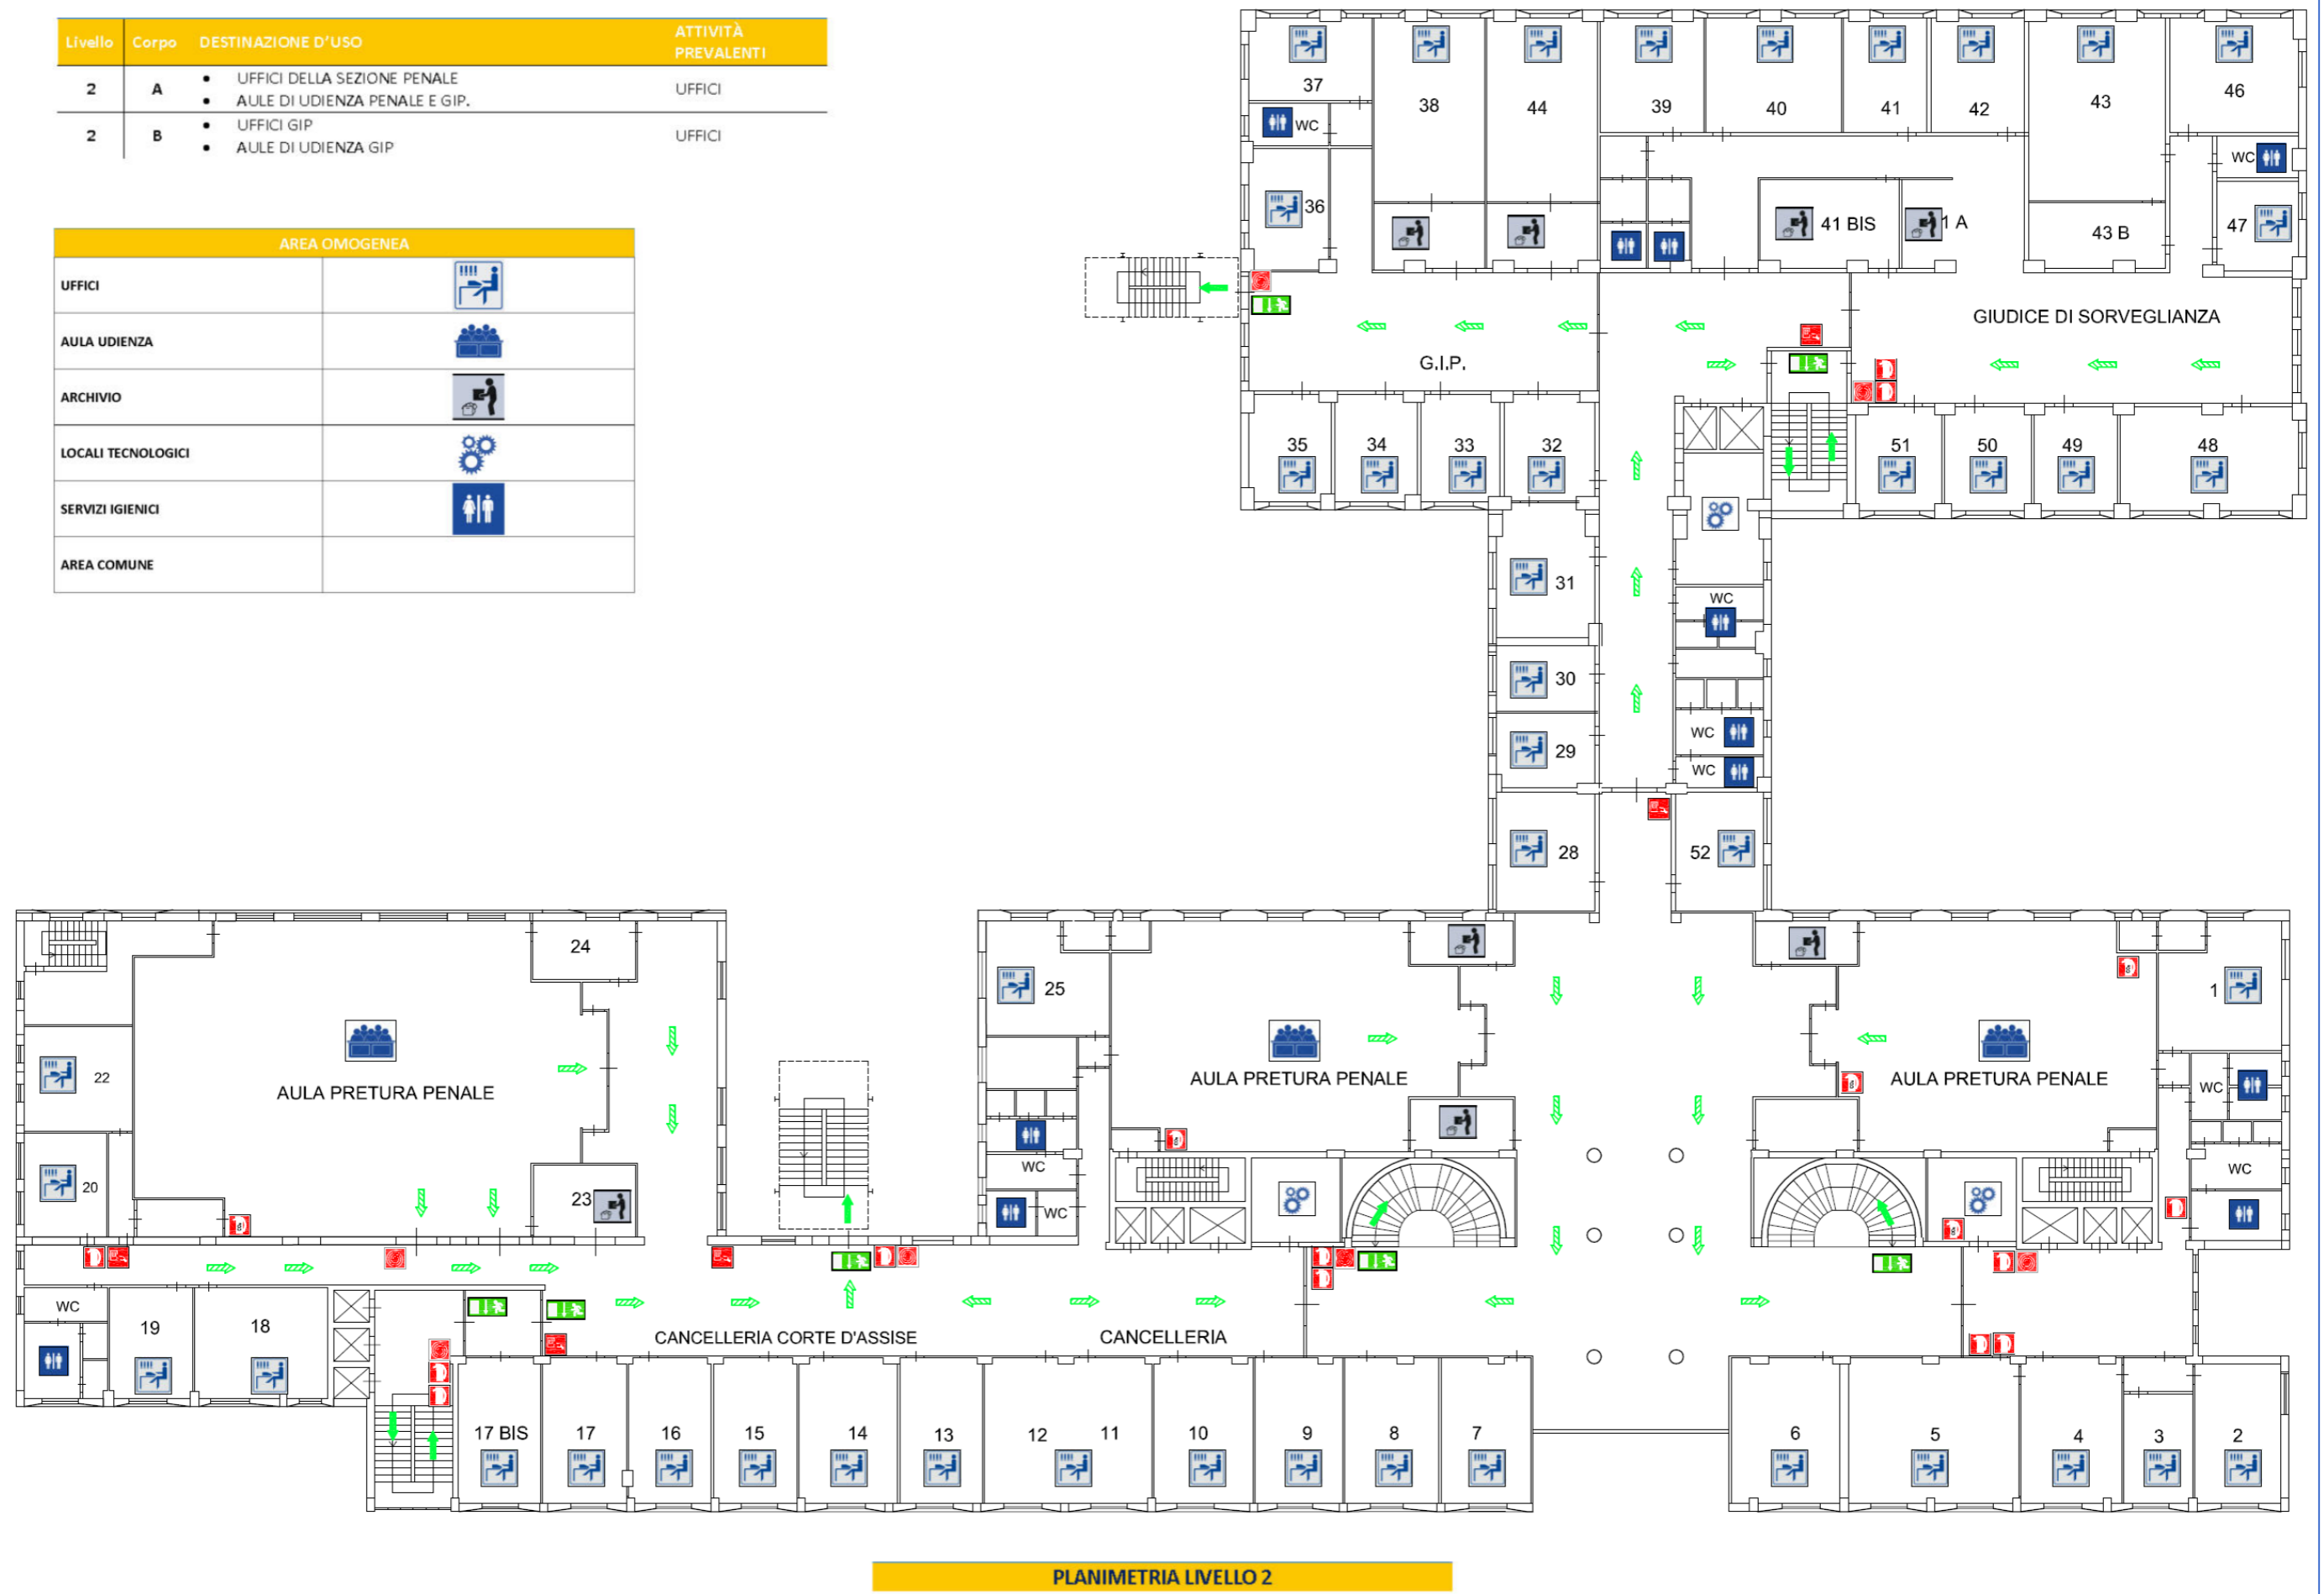 Livello Corpo DESTINAZIONE D'USO ATTIVITÀ PREVALENTI
2 A • UFFICI DELLA SEZIONE PENALE
• AULE DI UDIENZA PENALE E GIP. UFFICI
2 B • UFFICI GIP
• AULE DI UDIENZA GIP UFFICI
AREA OMOGENEA
UFFICI
AULA UDIENZA
ARCHIVIO
LOCALI TECNOLOGICI
SERVIZI IGIENICI
AREA COMUNE
37
38
44
39
40
41
42
43
46
WC
WC
36
41 BIS
1 A
43 B
47
GIUDICE DI SORVEGLIANZA
G.I.P.
35
34
33
32
51
50
49
48
31
WC
30
29
WC
WC
28
52
24
25
1
22
AULA PRETURA PENALE
AULA PRETURA PENALE
AULA PRETURA PENALE
WC
20
23
WC
WC
WC
WC
19
18
CANCELLERIA CORTE D'ASSISE
CANCELLERIA
17 BIS
17
16
15
14
13
12
11
10
9
8
7
6
5
4
3
2
PLANIMETRIA LIVELLO 2